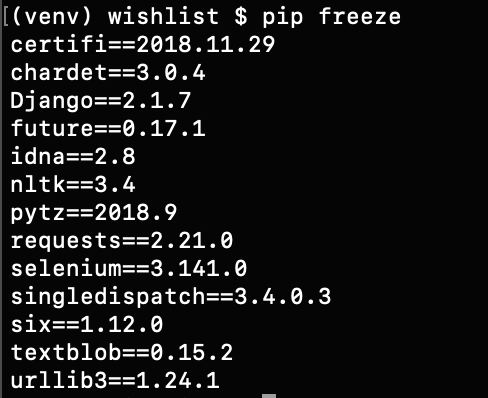 [(venv) wishlist $ pip freeze
certifi==2018.11.29
chardet==3.0.4
Django==2.1.7
future==0.17.1
idna==2.8
nltk==3.4
pytz==2018.9
requests==2.21.0
selenium==3.141.0
singledispatch==3.4.0.3
six==1.12.0
textblob==0.15.2
urllib3==1.24.1